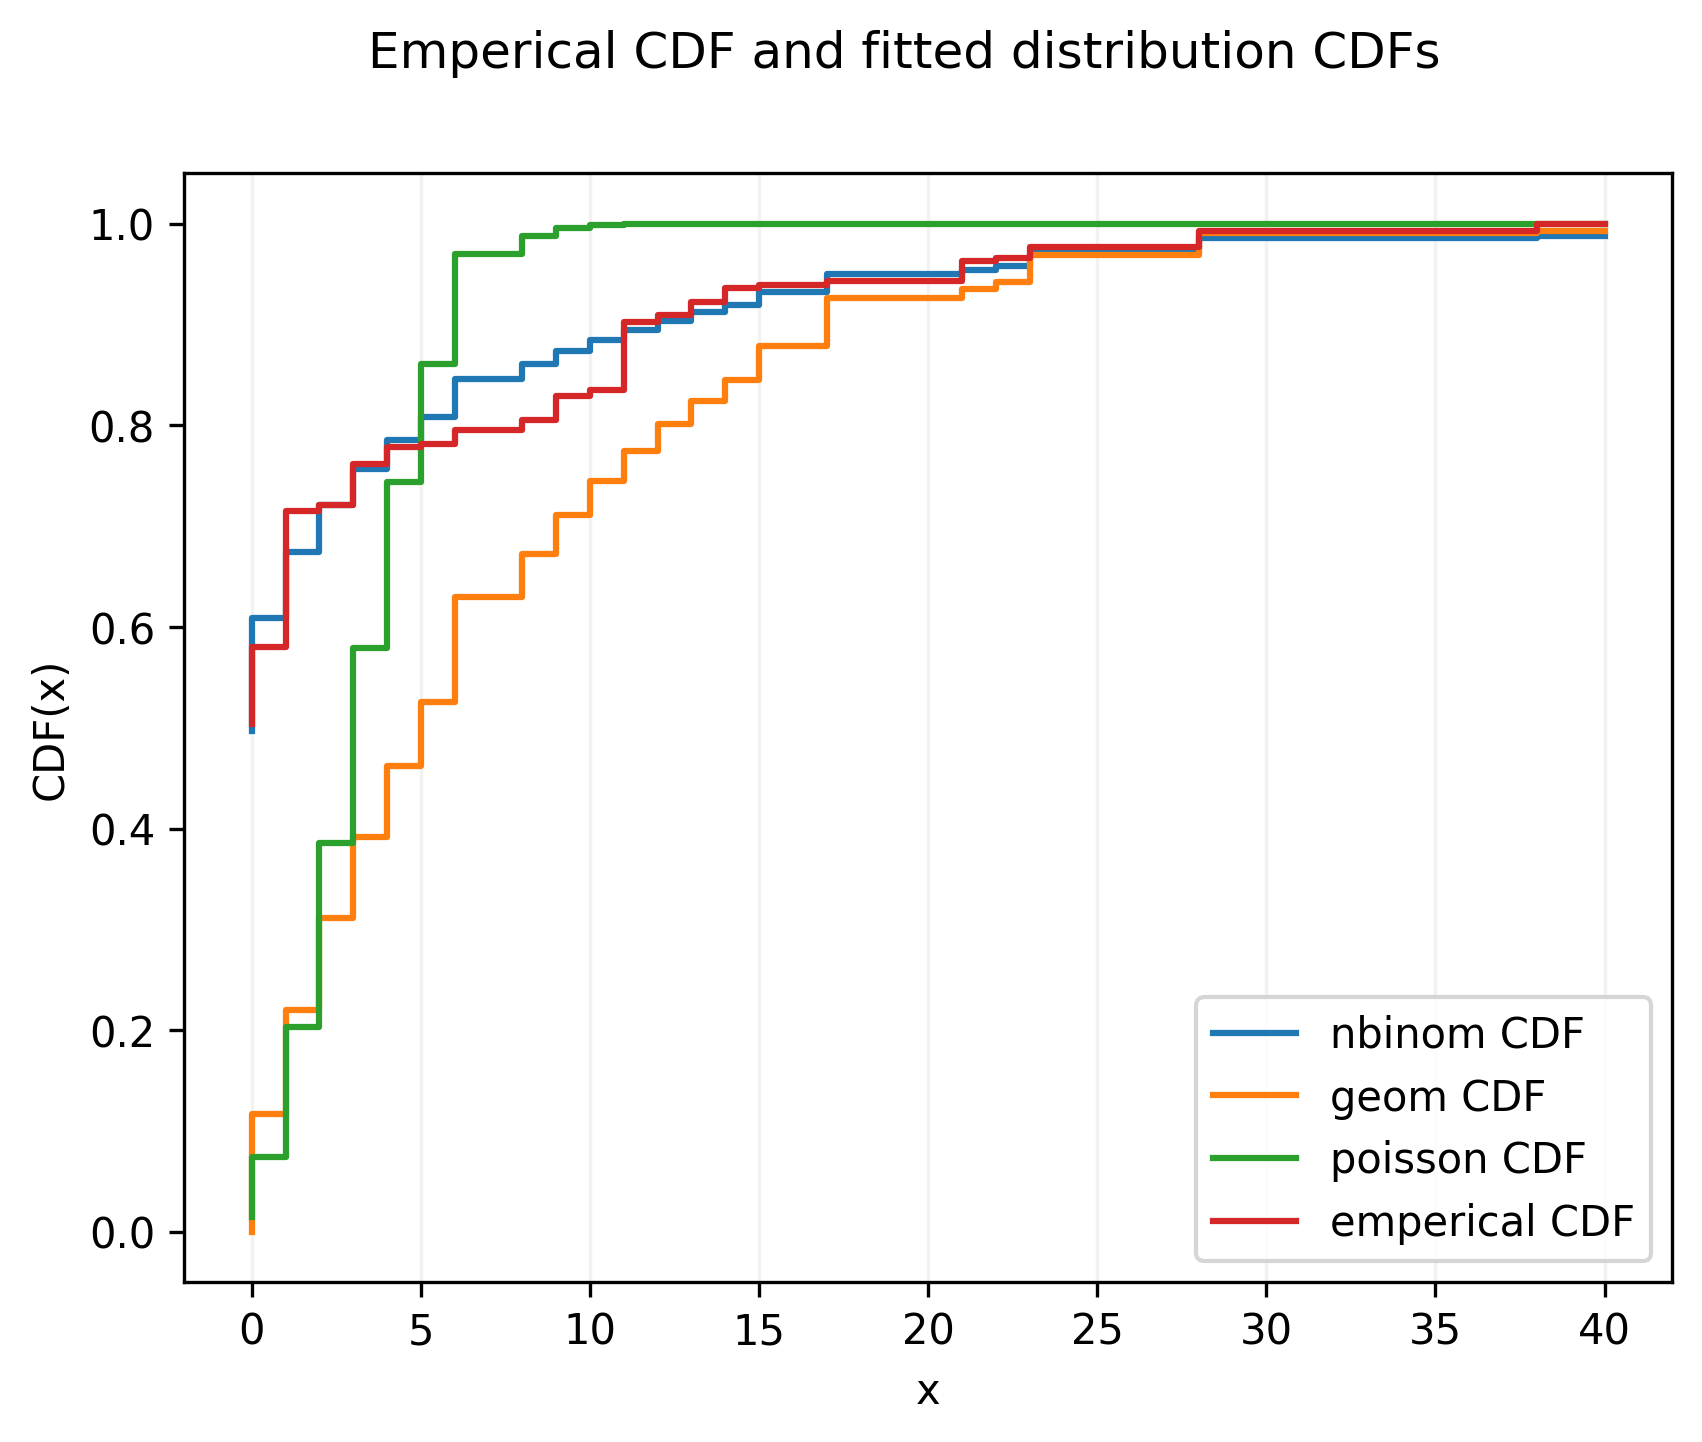 Emperical CDF and fitted distribution CDFs
1.0
0.8
0.6
0.4
0.2
0.0
CDF(x)
0 5 10 15 20 25 30 35 40
x
nbinom CDF
geom CDF
poisson CDF
emperical CDF